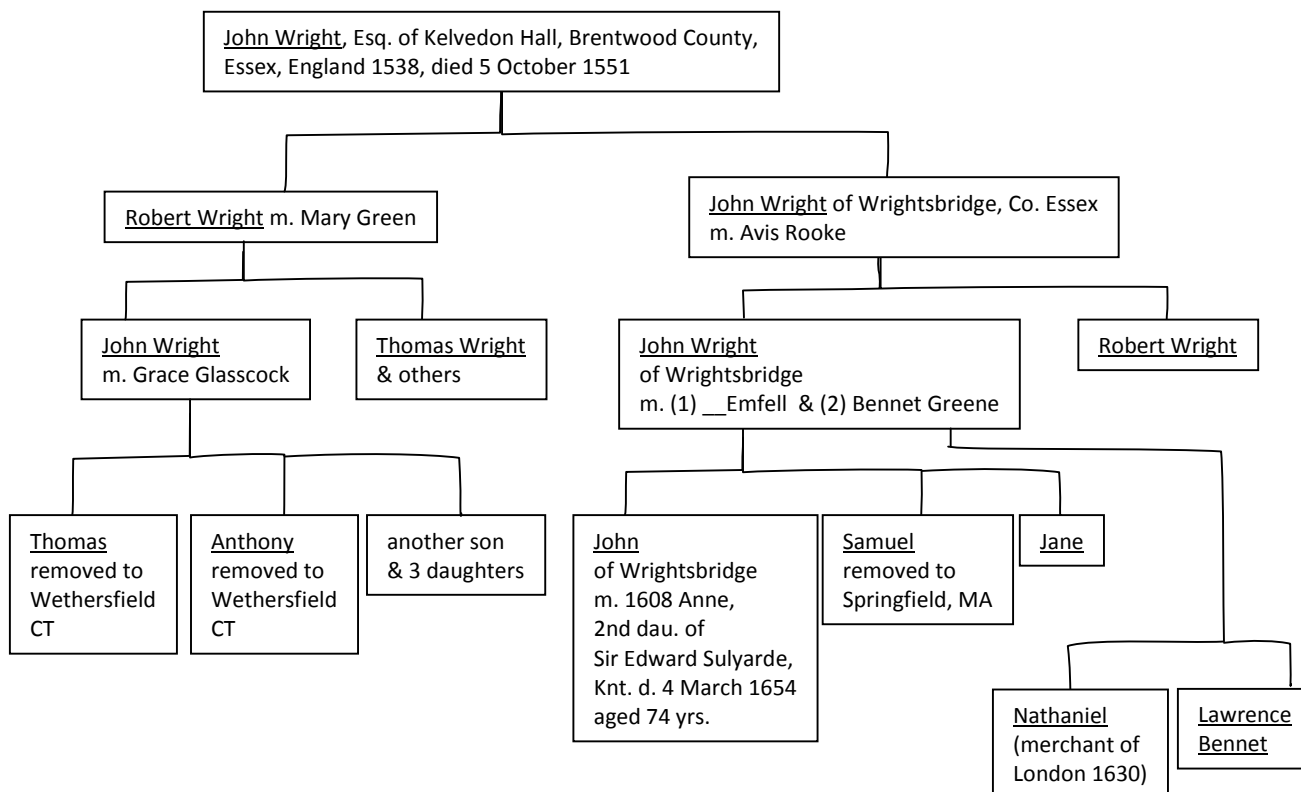 John Wright, Esq. of Kelvedon Hall, Brentwood County,
Essex, England 1538, died 5 October 1551
Robert Wright m. Mary Green
John Wright of Wrightsbridge, Co. Essex
m. Avis Rooke
John Wright
m. Grace Glasscock
Thomas Wright
& others
John Wright
of Wrightsbridge
m. (1) __Emfell & (2) Bennet Greene
Robert Wright
Thomas
removed to
Wethersfield
CT
Anthony
removed to
Wethersfield
CT
another son
& 3 daughters
John
of Wrightsbridge
m. 1608 Anne,
2nd dau. of
Sir Edward Sulyarde,
Knt. d. 4 March 1654
aged 74 yrs.
Samuel
removed to
Springfield, MA
Jane
Nathaniel
(merchant of
London 1630)
Lawrence
Bennet